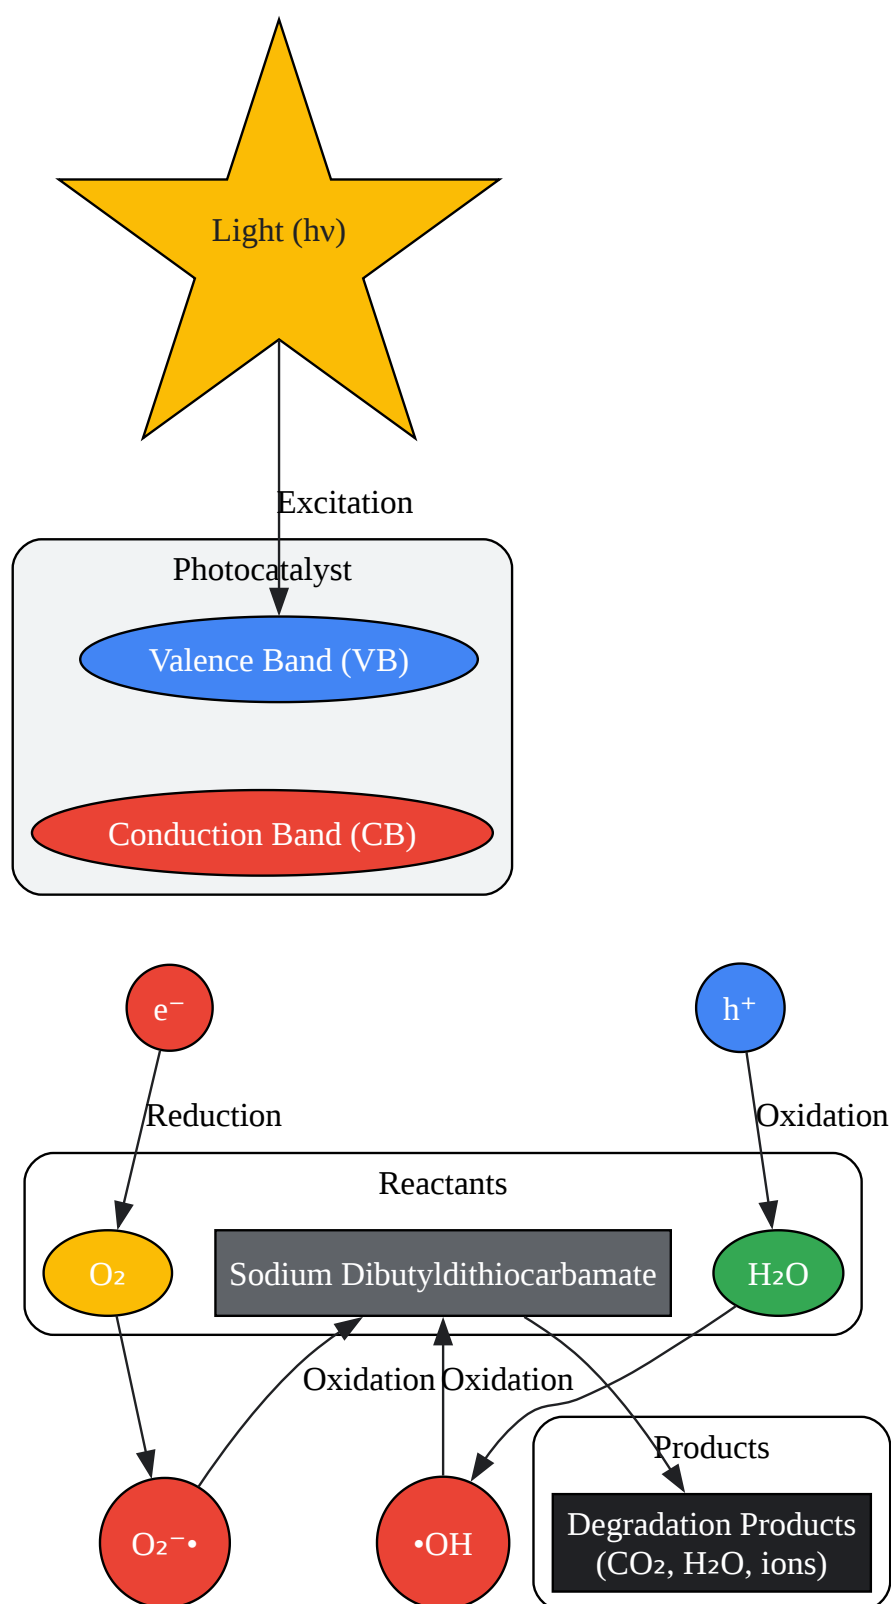 Light (hν)
Excitation
Photocatalyst
Valence Band (VB)
Conduction Band (CB)
e⁻
h⁺
Reduction
Oxidation
Reactants
O₂
Sodium Dibutyldithiocarbamate
H₂O
Oxidation
Oxidation
Products
O₂⁻•
•OH
Degradation Products
(CO₂, H₂O, ions)